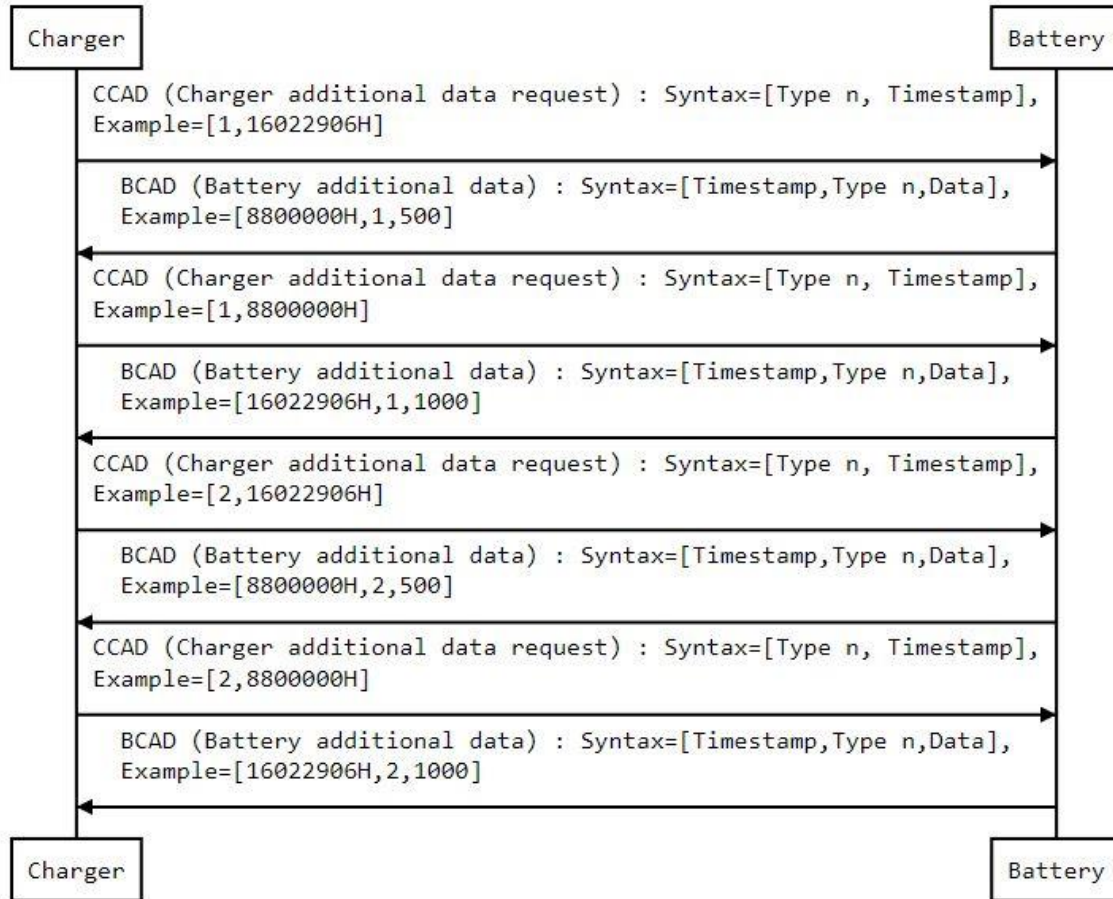 Charger
Battery
CCAD (Charger additional data request) : Syntax=[Type n, Timestamp],
Example=[1,16022906H]
BCAD (Battery additional data) : Syntax=[Timestamp,Type n,Data],
Example=[8800000H,1,500]
CCAD (Charger additional data request) : Syntax=[Type n, Timestamp],
Example=[1,8800000H]
BCAD (Battery additional data) : Syntax=[Timestamp,Type n,Data],
Example=[16022906H,1,1000]
CCAD (Charger additional data request) : Syntax=[Type n, Timestamp],
Example=[2,16022906H]
BCAD (Battery additional data) : Syntax=[Timestamp,Type n,Data],
Example=[8800000H,2,500]
CCAD (Charger additional data request) : Syntax=[Type n, Timestamp],
Example=[2,8800000H]
BCAD (Battery additional data) : Syntax=[Timestamp,Type n,Data],
Example=[16022906H,2,1000]
Charger
Battery